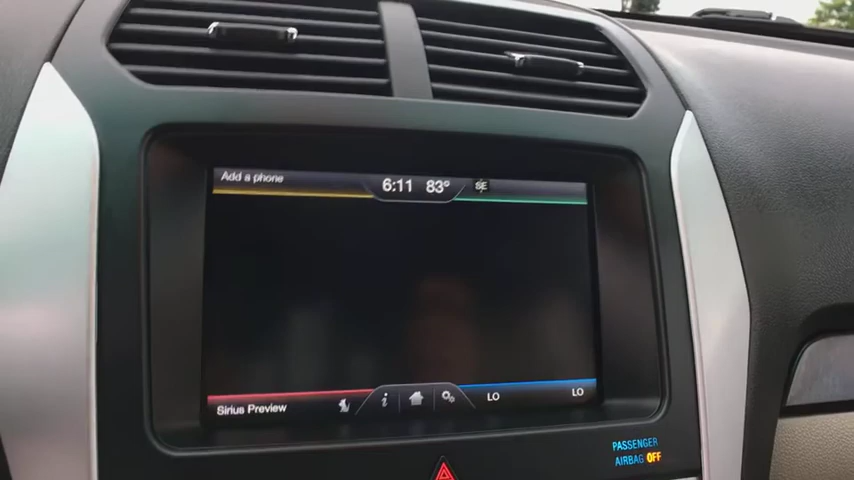 Add a phone
6:11 83° SE
Sirius Preview
i
LO
LO
PASSENGER
AIRBAG OFF